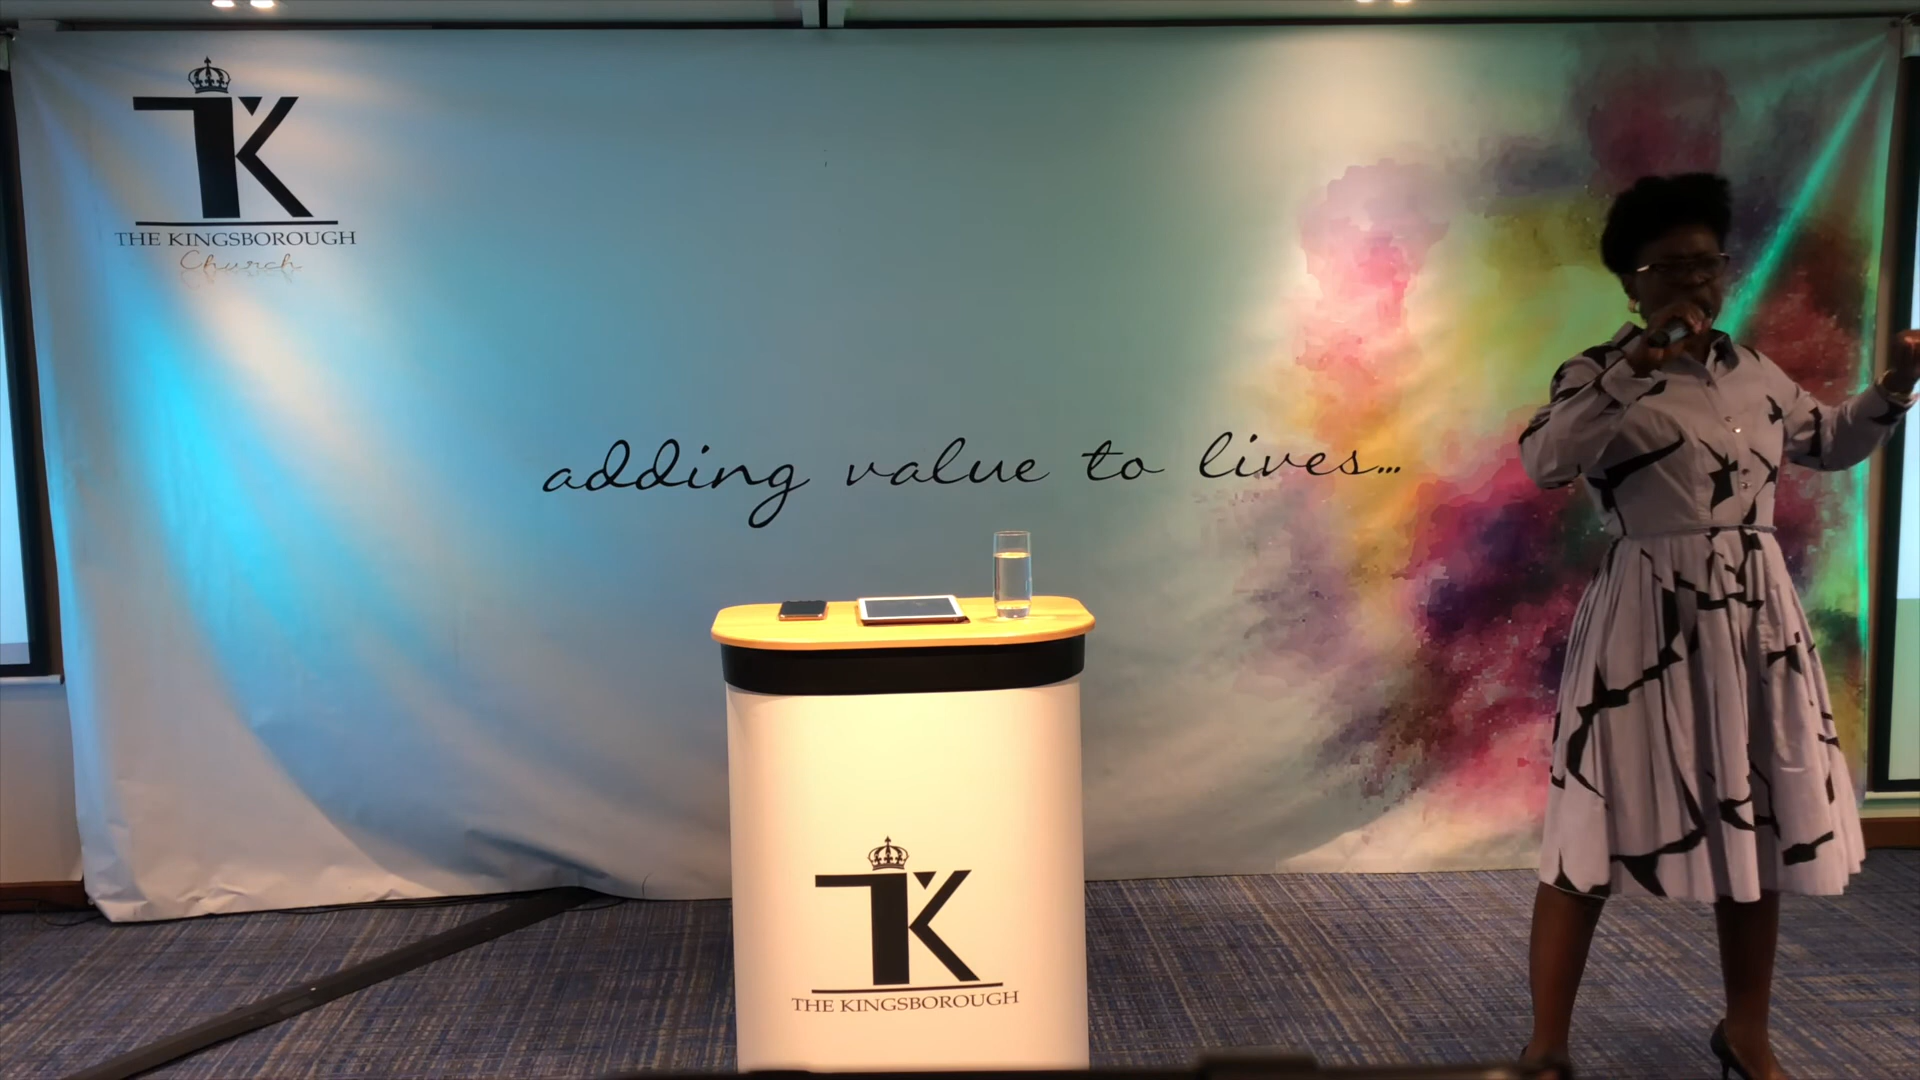 TK
THE KINGSBOROUGH
Church
adding value to lives...
TK
THE KINGSBOROUGH